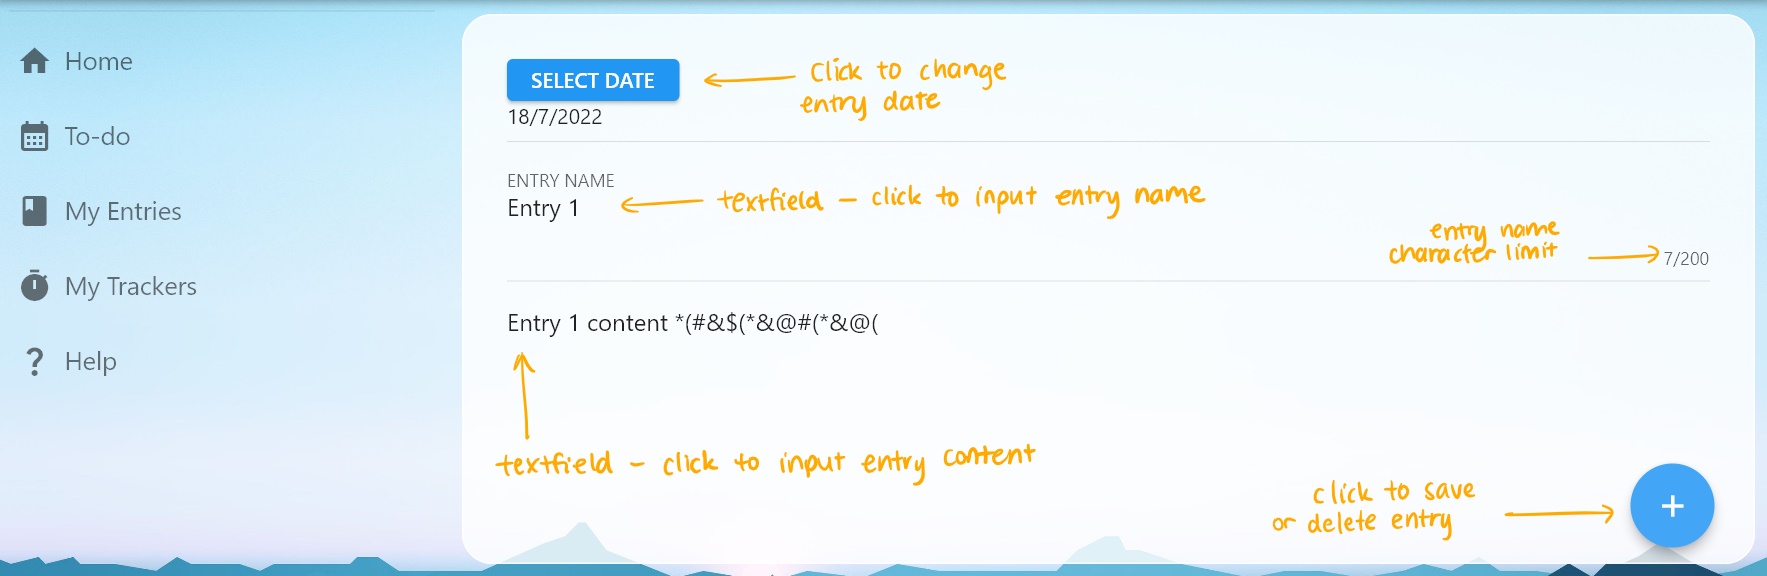 Home
To-do
My Entries
My Trackers
Help
SELECT DATE
Click to change
entry date
18/7/2022
ENTRY NAME
Entry 1
textfield – click to input entry name
entry name
character limit
7/200
Entry 1 content *(#&$(*&@#(*&@(
textfield – click to input entry content
click to save
or delete entry
+